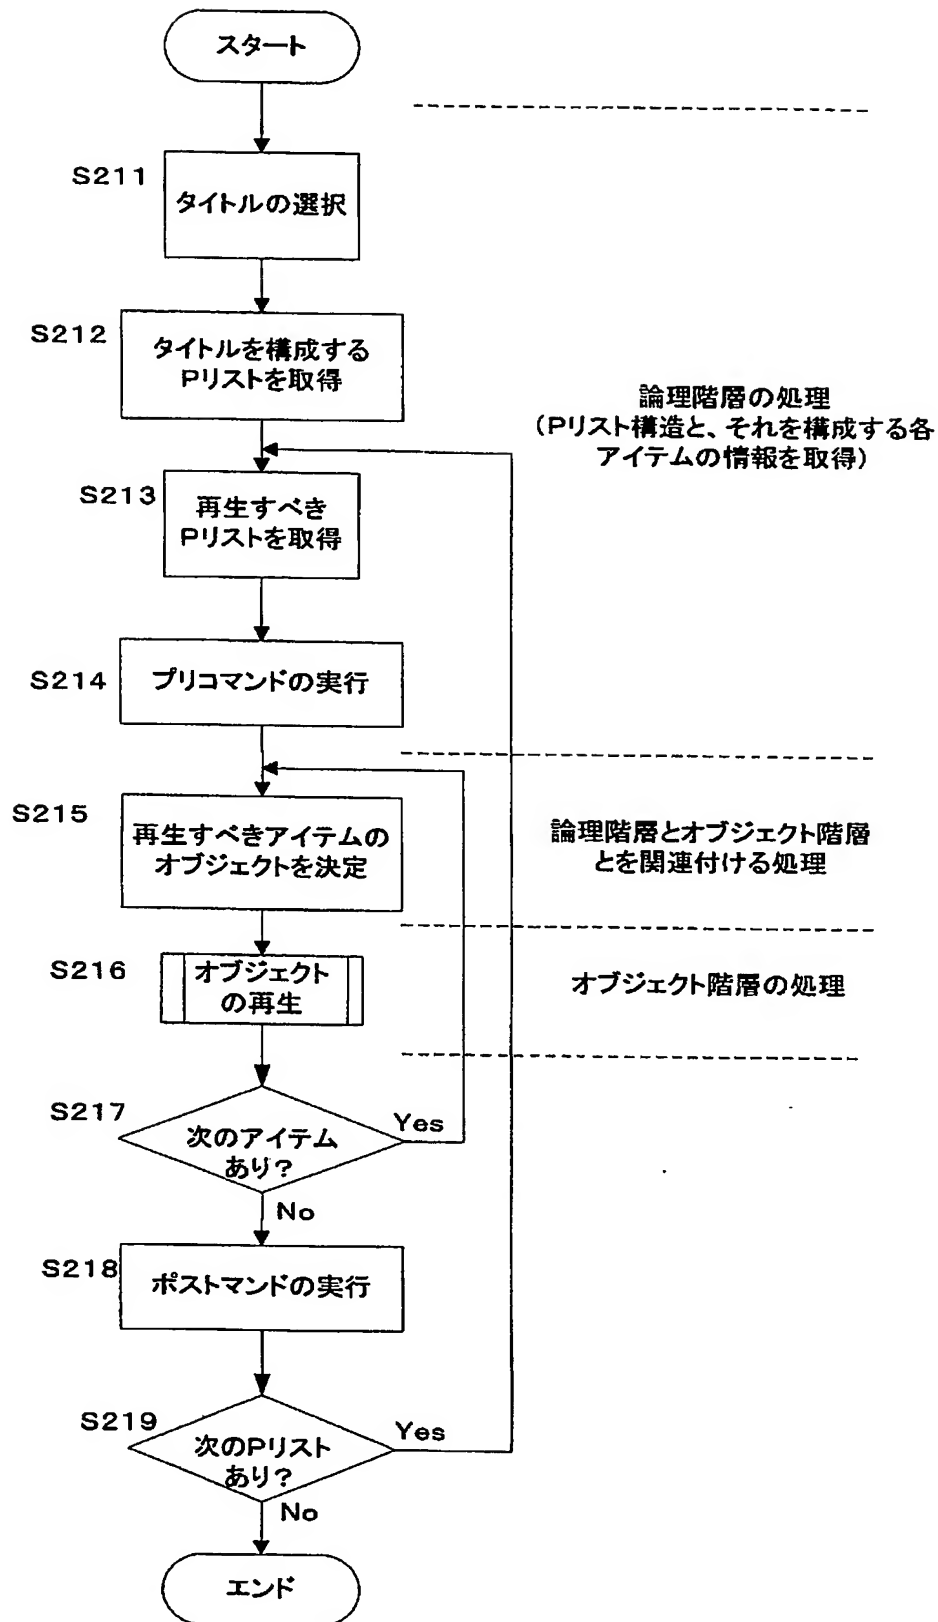 スタート
S211
タイトルの選択
S212
タイトルを構成する
Pリストを取得
論理階層の処理
(Pリスト構造と、それを構成する各
アイテムの情報を取得)
S213
再生すべき
Pリストを取得
S214
プリコマンドの実行
S215
再生すべきアイテムの
オブジェクトを決定
論理階層とオブジェクト階層
とを関連付ける処理
S216
オブジェクト
の再生
オブジェクト階層の処理
S217
次のアイテム
あり?
Yes
No
S218
ポストマンドの実行
S219
次のPリスト
あり?
Yes
No
エンド